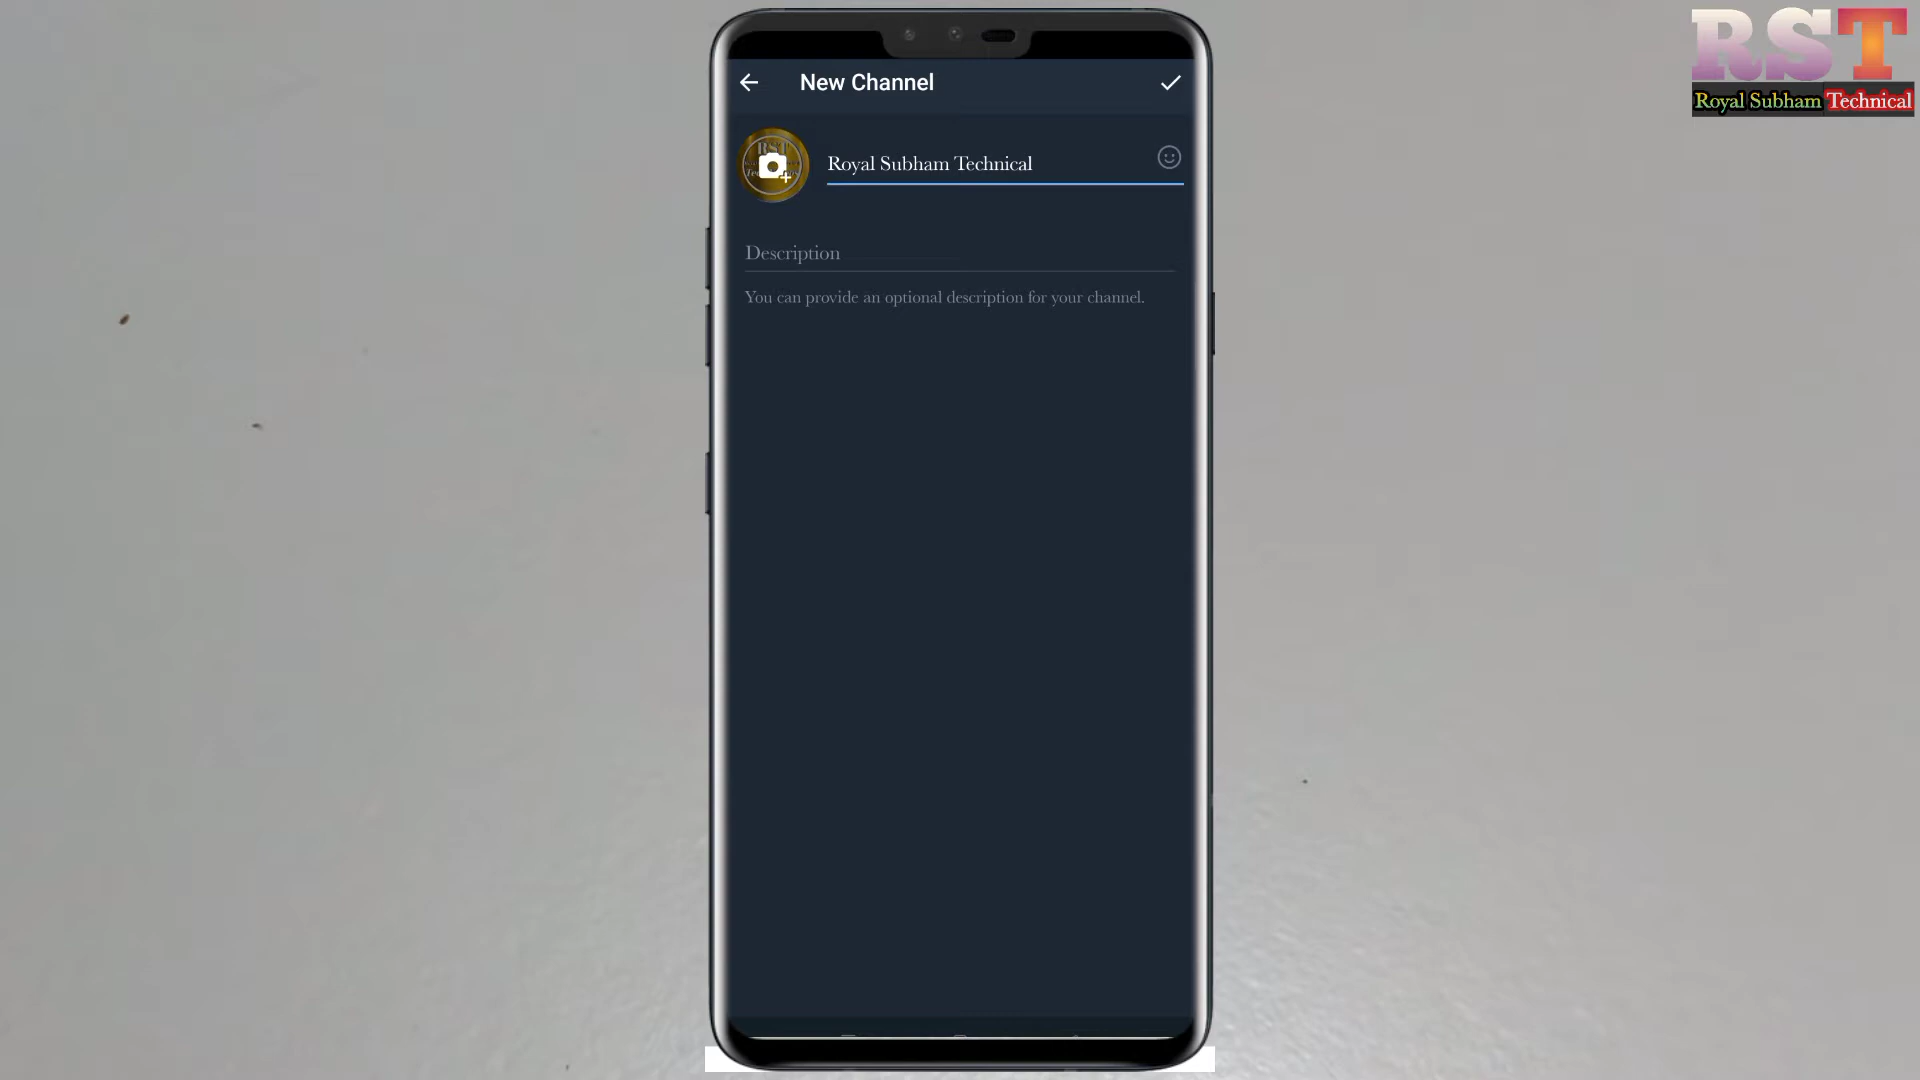 RST
Royal Subham Technical
New Channel
RST
Royal Subham Technical
Description
You can provide an optional description for your channel.